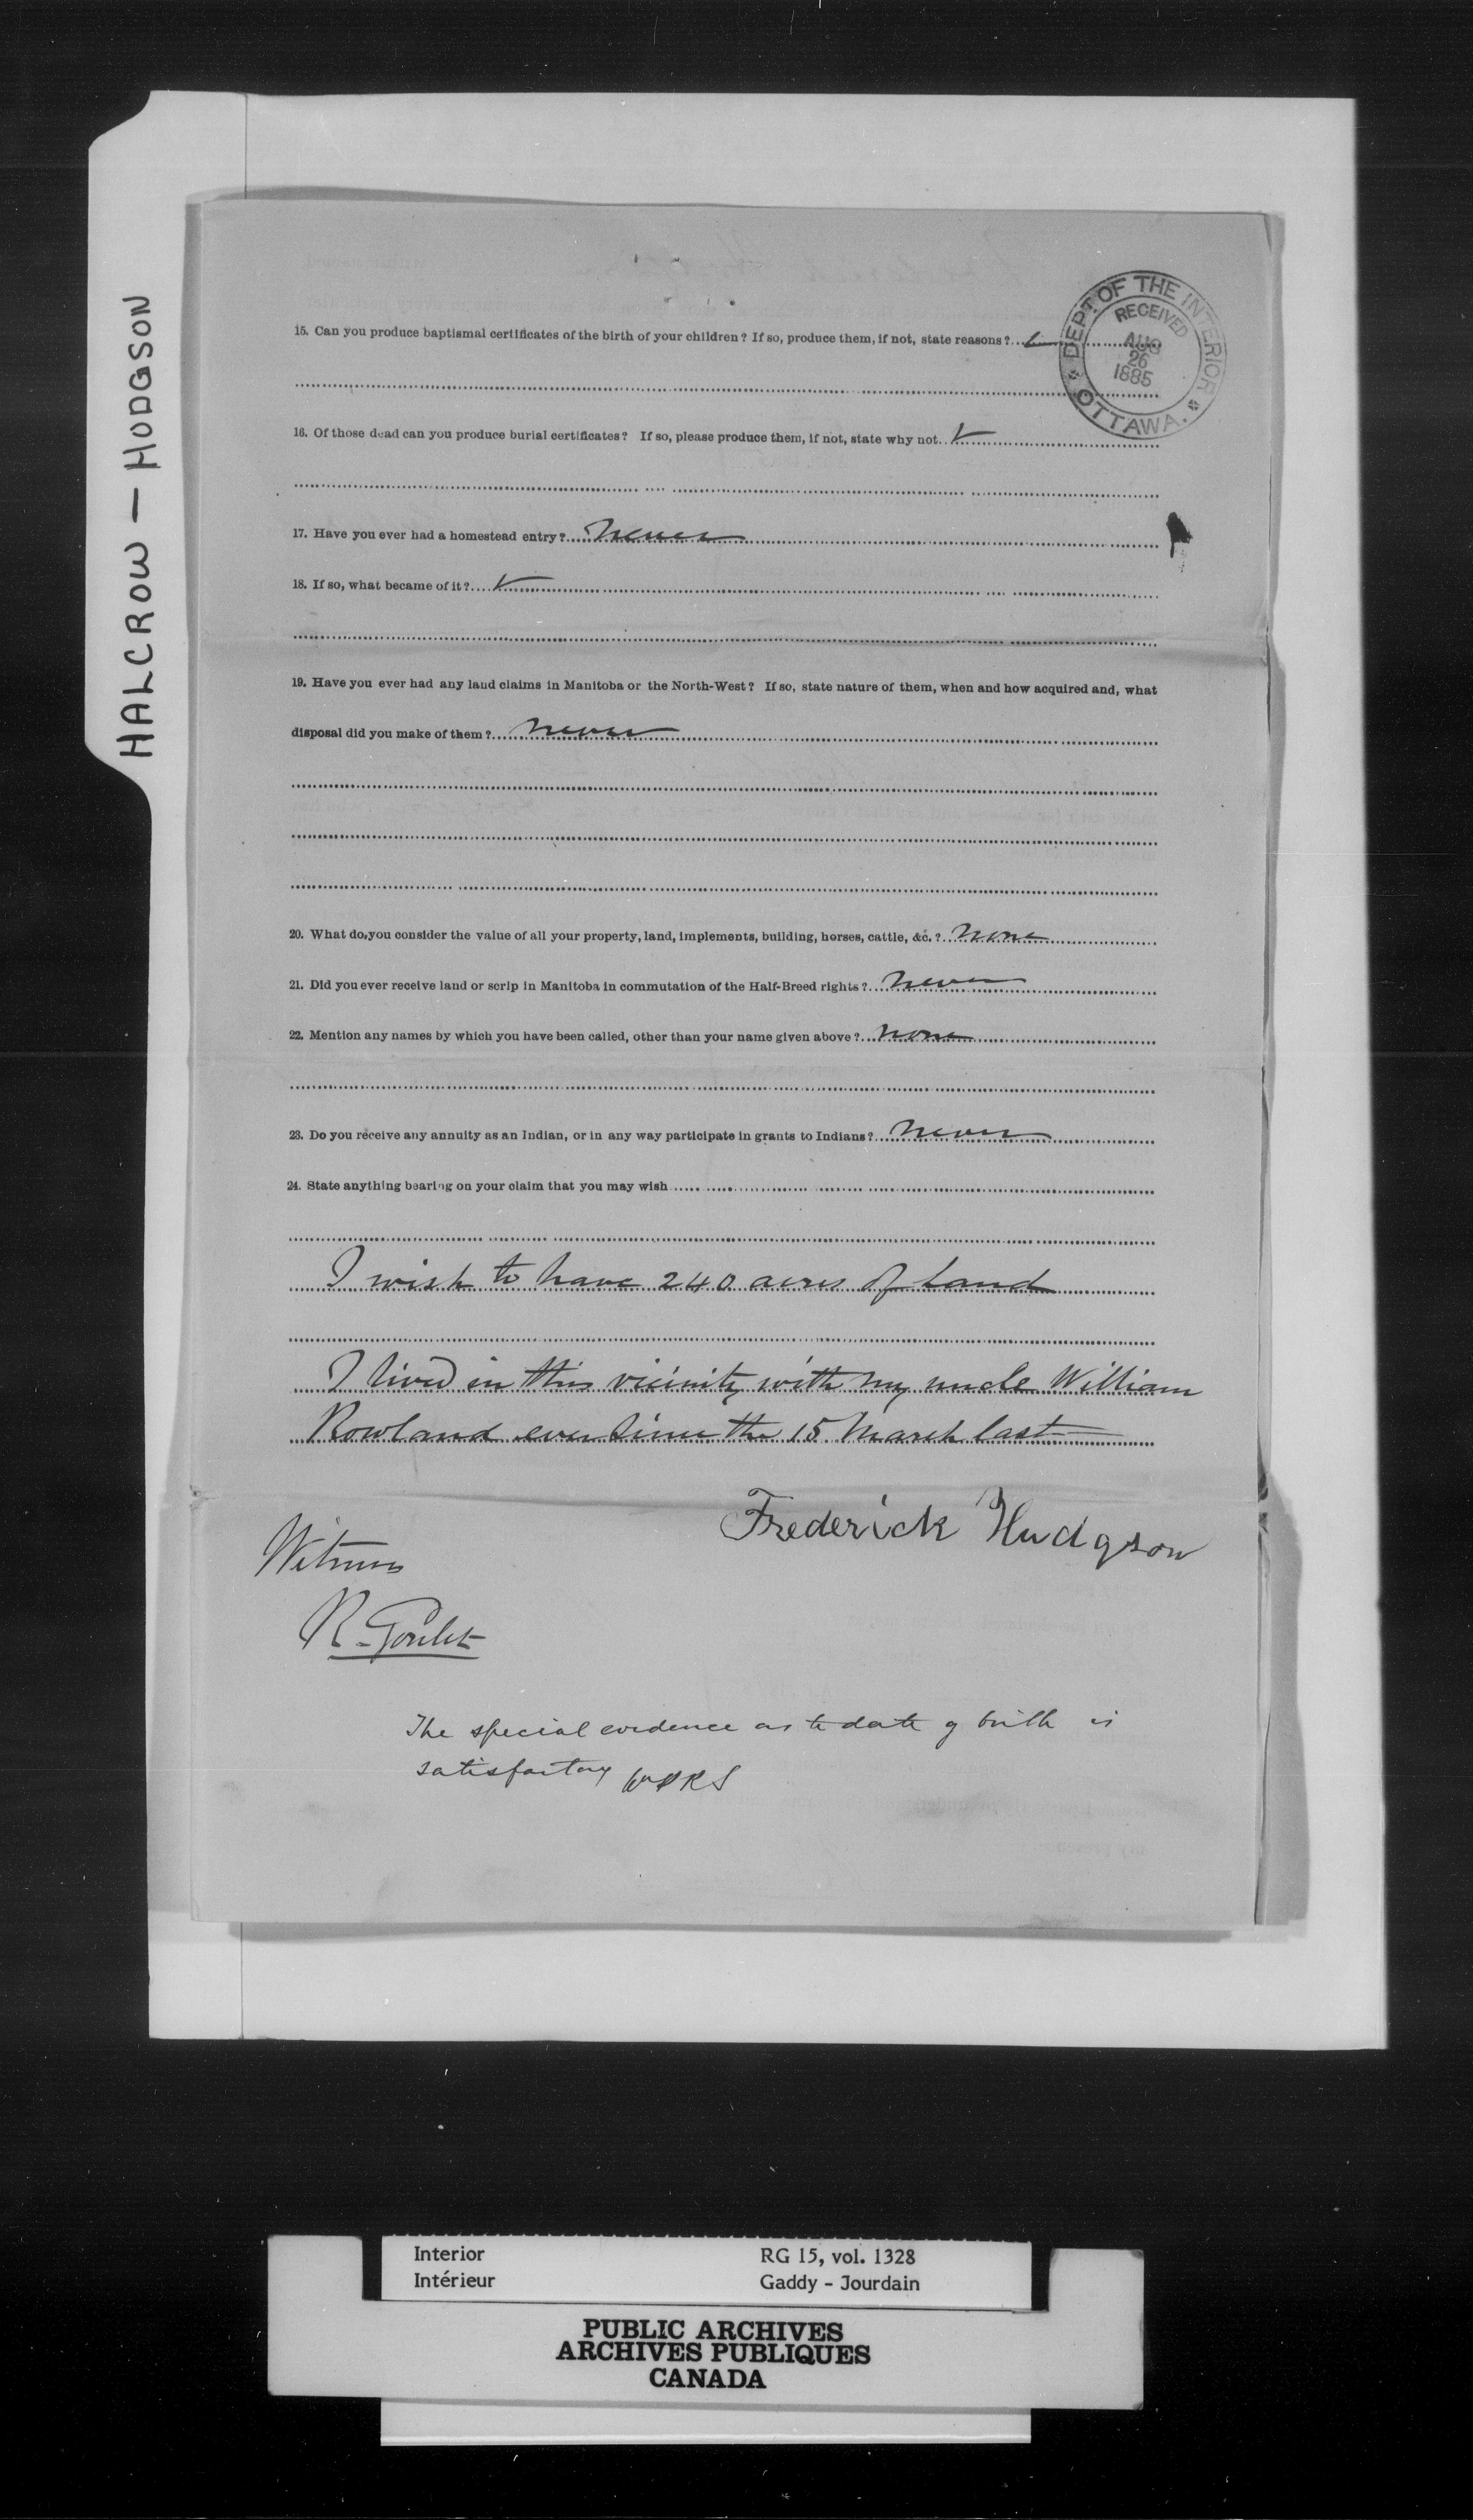 HALCROW — HODGSON
DEPT. OF THE INTERIOR
RECEIVED
AUG
26
1885
OTTAWA.
15. Can you produce baptismal certificates of the birth of your children? If so, produce them, if not, state reasons?
16. Of those dead can you produce burial certificates? If so, please produce them, if not, state why not.
17. Have you ever had a homestead entry? Never
18. If so, what became of it?
19. Have you ever had any land claims in Manitoba or the North-West? If so, state nature of them, when and how acquired and, what
disposal did you make of them? Never
20. What do you consider the value of all your property, land, implements, building, horses, cattle, &c.? None
21. Did you ever receive land or scrip in Manitoba in commutation of the Half-Breed rights? Never
22. Mention any names by which you have been called, other than your name given above? None
23. Do you receive any annuity as an Indian, or in any way participate in grants to Indians? Never
24. State anything bearing on your claim that you may wish
I wish to have 240 acres of Land
I lived in this vicinity with my uncle William
Rowland ever since the 15 March last
Frederick Hudgson
Witness
R. Goulet
The special evidence as to date of birth is
satisfactory
Interior
Intérieur
RG 15, vol. 1328
Gaddy - Jourdain
PUBLIC ARCHIVES
ARCHIVES PUBLIQUES
CANADA